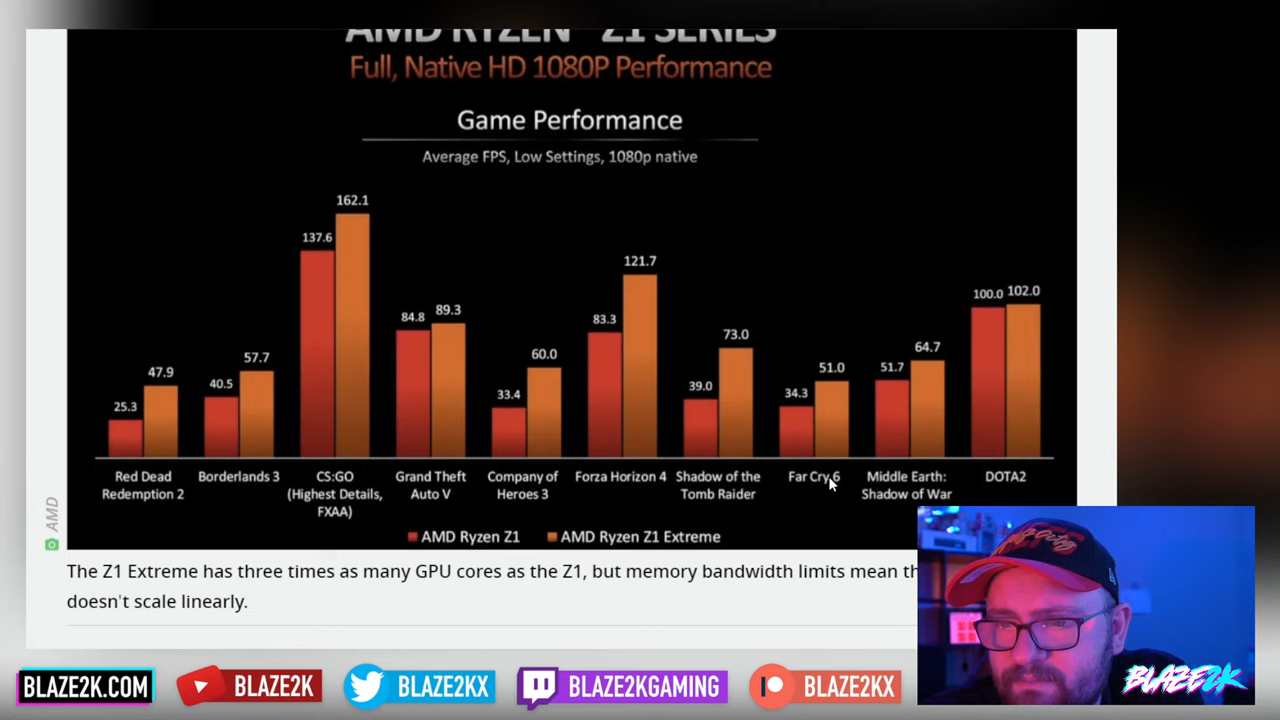 AMD RYZEN™ Z1 SERIES
Full, Native HD 1080P Performance
Game Performance
Average FPS, Low Settings, 1080p native
162.1
137.6
121.7
100.0 102.0
84.8 89.3
83.3
73.0
64.7
60.0
57.7
51.7
51.0
47.9
40.5
39.0
34.3
33.4
25.3
Red Dead
Redemption 2
Borderlands 3
CS:GO
(Highest Details,
FXAA)
Grand Theft
Auto V
Company of
Heroes 3
Forza Horizon 4
Shadow of the
Tomb Raider
Far Cry 6
Middle Earth:
Shadow of War
DOTA2
AMD Ryzen Z1 AMD Ryzen Z1 Extreme
AMD
The Z1 Extreme has three times as many GPU cores as the Z1, but memory bandwidth limits mean
doesn't scale linearly.
BLAZE2K.COM
BLAZE2K
BLAZE2KX
BLAZE2KGAMING
BLAZE2KX
BLAZE2K